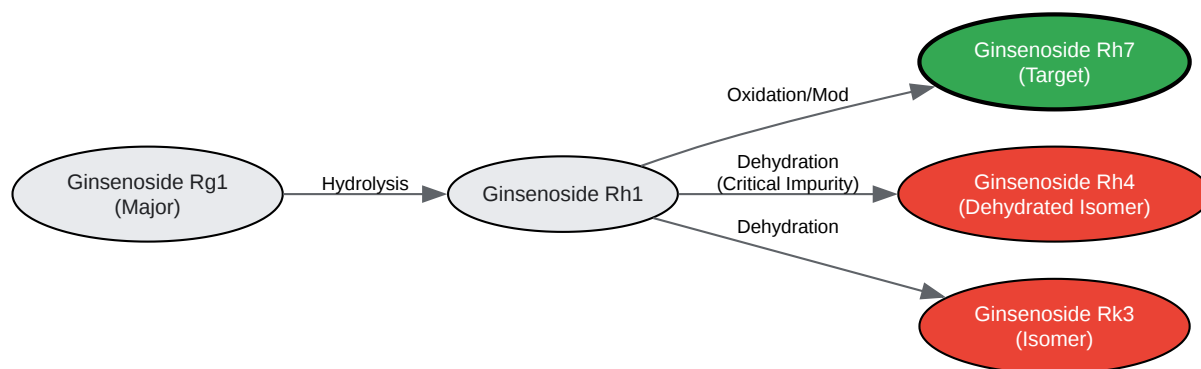 Ginsenoside Rg1
(Major)
Hydrolysis
Ginsenoside Rh1
Oxidation/Mod
Ginsenoside Rh7
(Target)
Dehydration
(Critical Impurity)
Ginsenoside Rh4
(Dehydrated Isomer)
Dehydration
Ginsenoside Rk3
(Isomer)